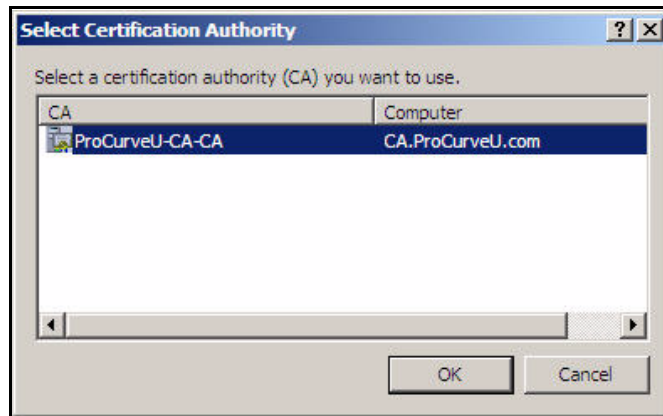 Select Certification Authority
Select a certification authority (CA) you want to use.
CA Computer
ProCurveU-CA-CA CA.ProCurveU.com
OK Cancel